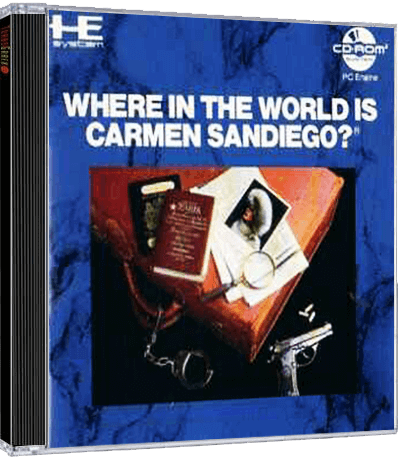 HE
system
CD-ROM²
PC Engine
WHERE IN THE WORLD IS
CARMEN SANDIEGO?®